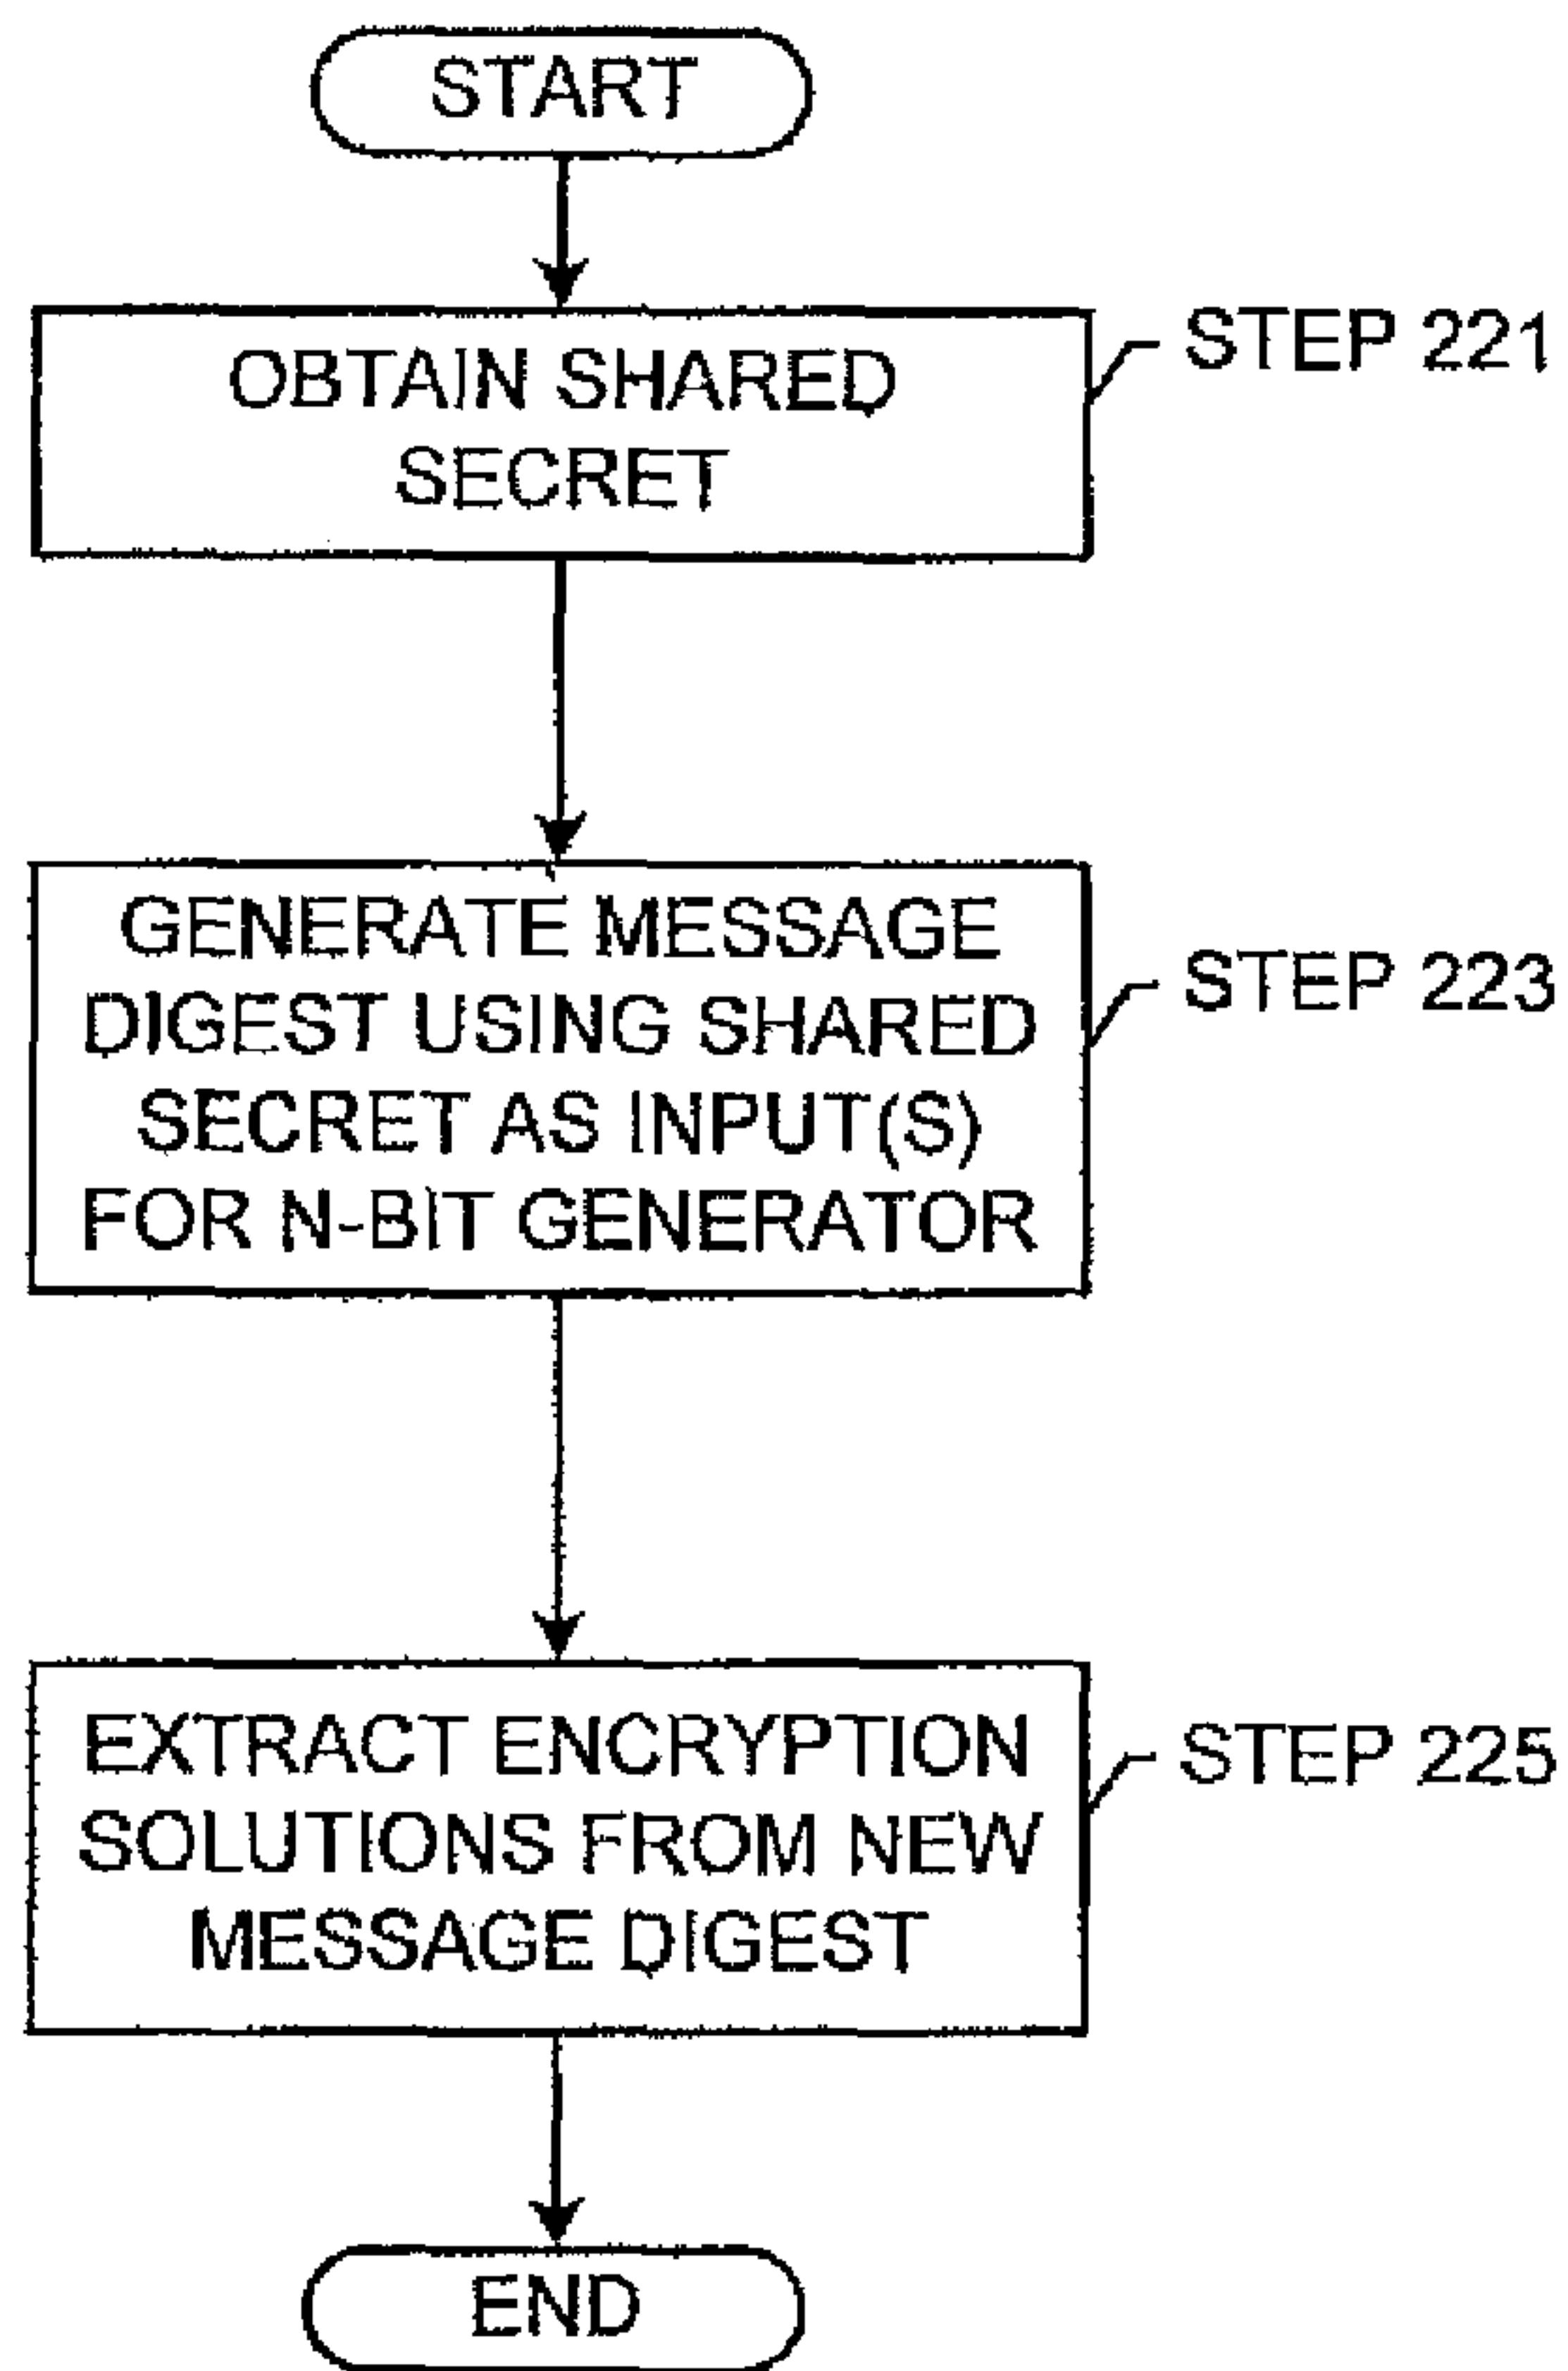 START
OBTAIN SHARED
SECRET
STEP 221
GENERATE MESSAGE
DIGEST USING SHARED
SECRET AS INPUT(S)
FOR N-BIT GENERATOR
STEP 223
EXTRACT ENCRYPTION
SOLUTIONS FROM NEW
MESSAGE DIGEST
STEP 225
END